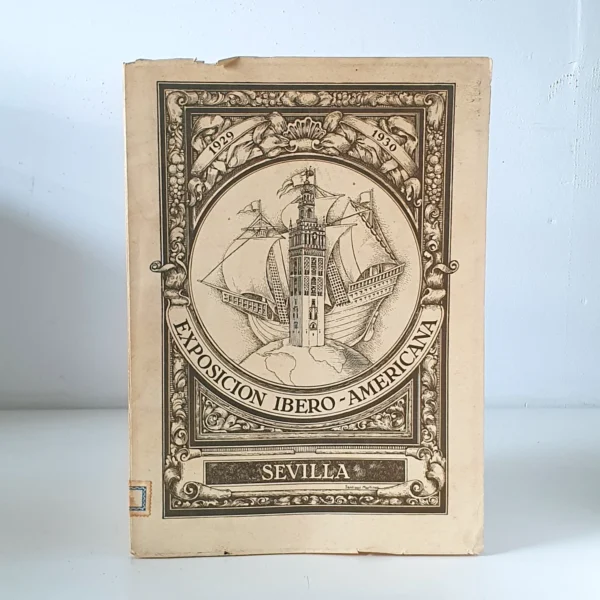 1929
1930
EXPOSICION IBERO-AMERICANA
SEVILLA